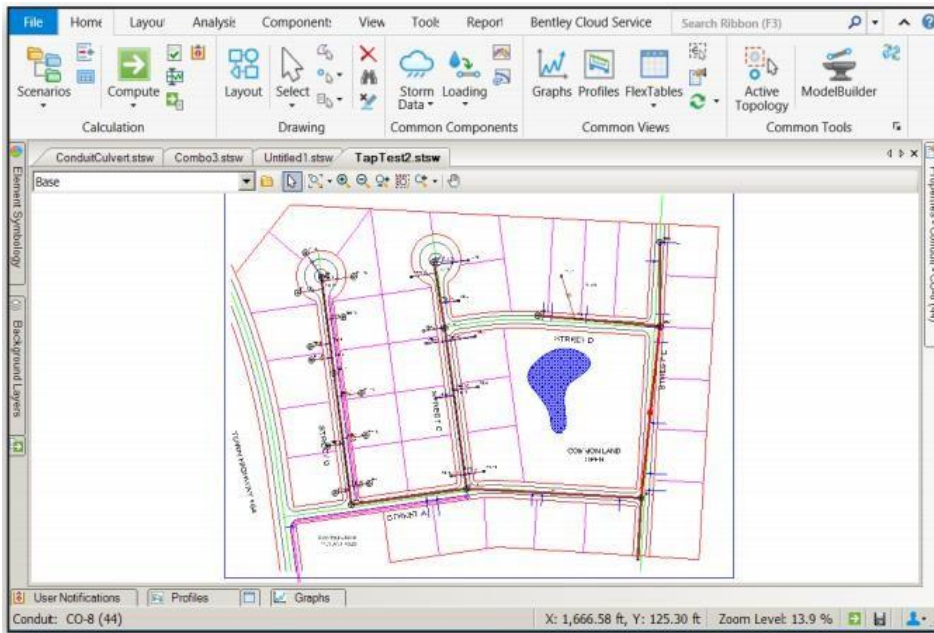 File Home Layou Analysis Components View Tools Report Bentley Cloud Service Search Ribbon (F3)
Scenarios Compute Layout Select Storm Data Loading Graphs Profiles FlexTables Active Topology ModelBuilder
Calculation Drawing Common Components Common Views Common Tools
ConduitCulvert.stsw Combo3.stsw Untitled1.stsw TapTest2.stsw
Base
Element Symbology
Background Layers
STREET D
STREET C
COMMON LAND
OPEN
STREET A
User Notifications Profiles Graphs
Conduit: CO-8 (44) X: 1,666.58 ft, Y: 125.30 ft Zoom Level: 13.9 %